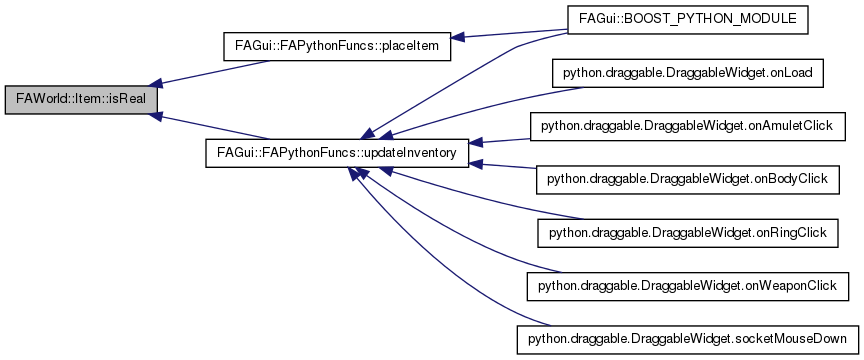 FAGui::BOOST_PYTHON_MODULE
FAGui::FAPythonFuncs::placeItem
python.draggable.DraggableWidget.onLoad
FAWorld::Item::isReal
python.draggable.DraggableWidget.onAmuletClick
FAGui::FAPythonFuncs::updateInventory
python.draggable.DraggableWidget.onBodyClick
python.draggable.DraggableWidget.onRingClick
python.draggable.DraggableWidget.onWeaponClick
python.draggable.DraggableWidget.socketMouseDown